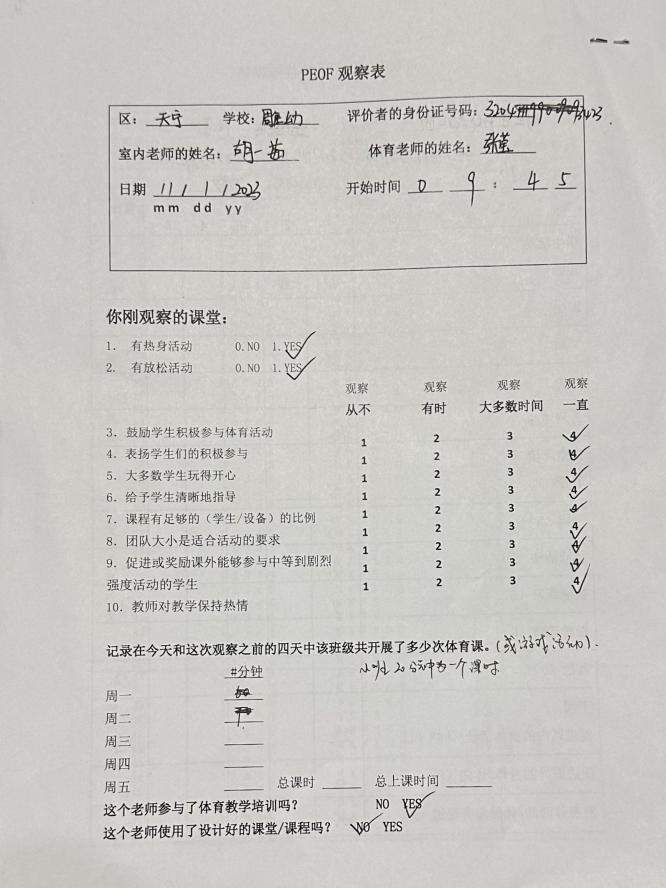 PEOF 观察表
区: 天宁 学校: 雕庄幼 评价者的身份证号码:
室内老师的姓名: 胡一茜 体育老师的姓名: 张莹
日期 11 / 1 / 2023 开始时间 0 9 : 4 5
mm dd yy
你刚观察的课堂:
1. 有热身活动 0.NO 1.YES
2. 有放松活动 0.NO 1.YES
观察 观察 观察 观察
从不 有时 大多数时间 一直
3. 鼓励学生积极参与体育活动 1 2 3 4
4. 表扬学生们的积极参与 1 2 3 4
5. 大多数学生玩得开心 1 2 3 4
6. 给予学生清晰地指导 1 2 3 4
7. 课程有足够的(学生/设备)的比例 1 2 3 4
8. 团队大小是适合活动的要求 1 2 3 4
9. 促进或奖励课外能够参与中等到剧烈 1 2 3 4
强度活动的学生 1 2 3 4
10. 教师对教学保持热情 1 2 3 4
记录在今天和这次观察之前的四天中该班级共开展了多少次体育课。(或游戏活动).
#分钟 小班20分钟为一个课时
周一
周二
周三
周四
周五 总课时 总上课时间
这个老师参与了体育教学培训吗? NO YES
这个老师使用了设计好的课堂/课程吗? NO YES